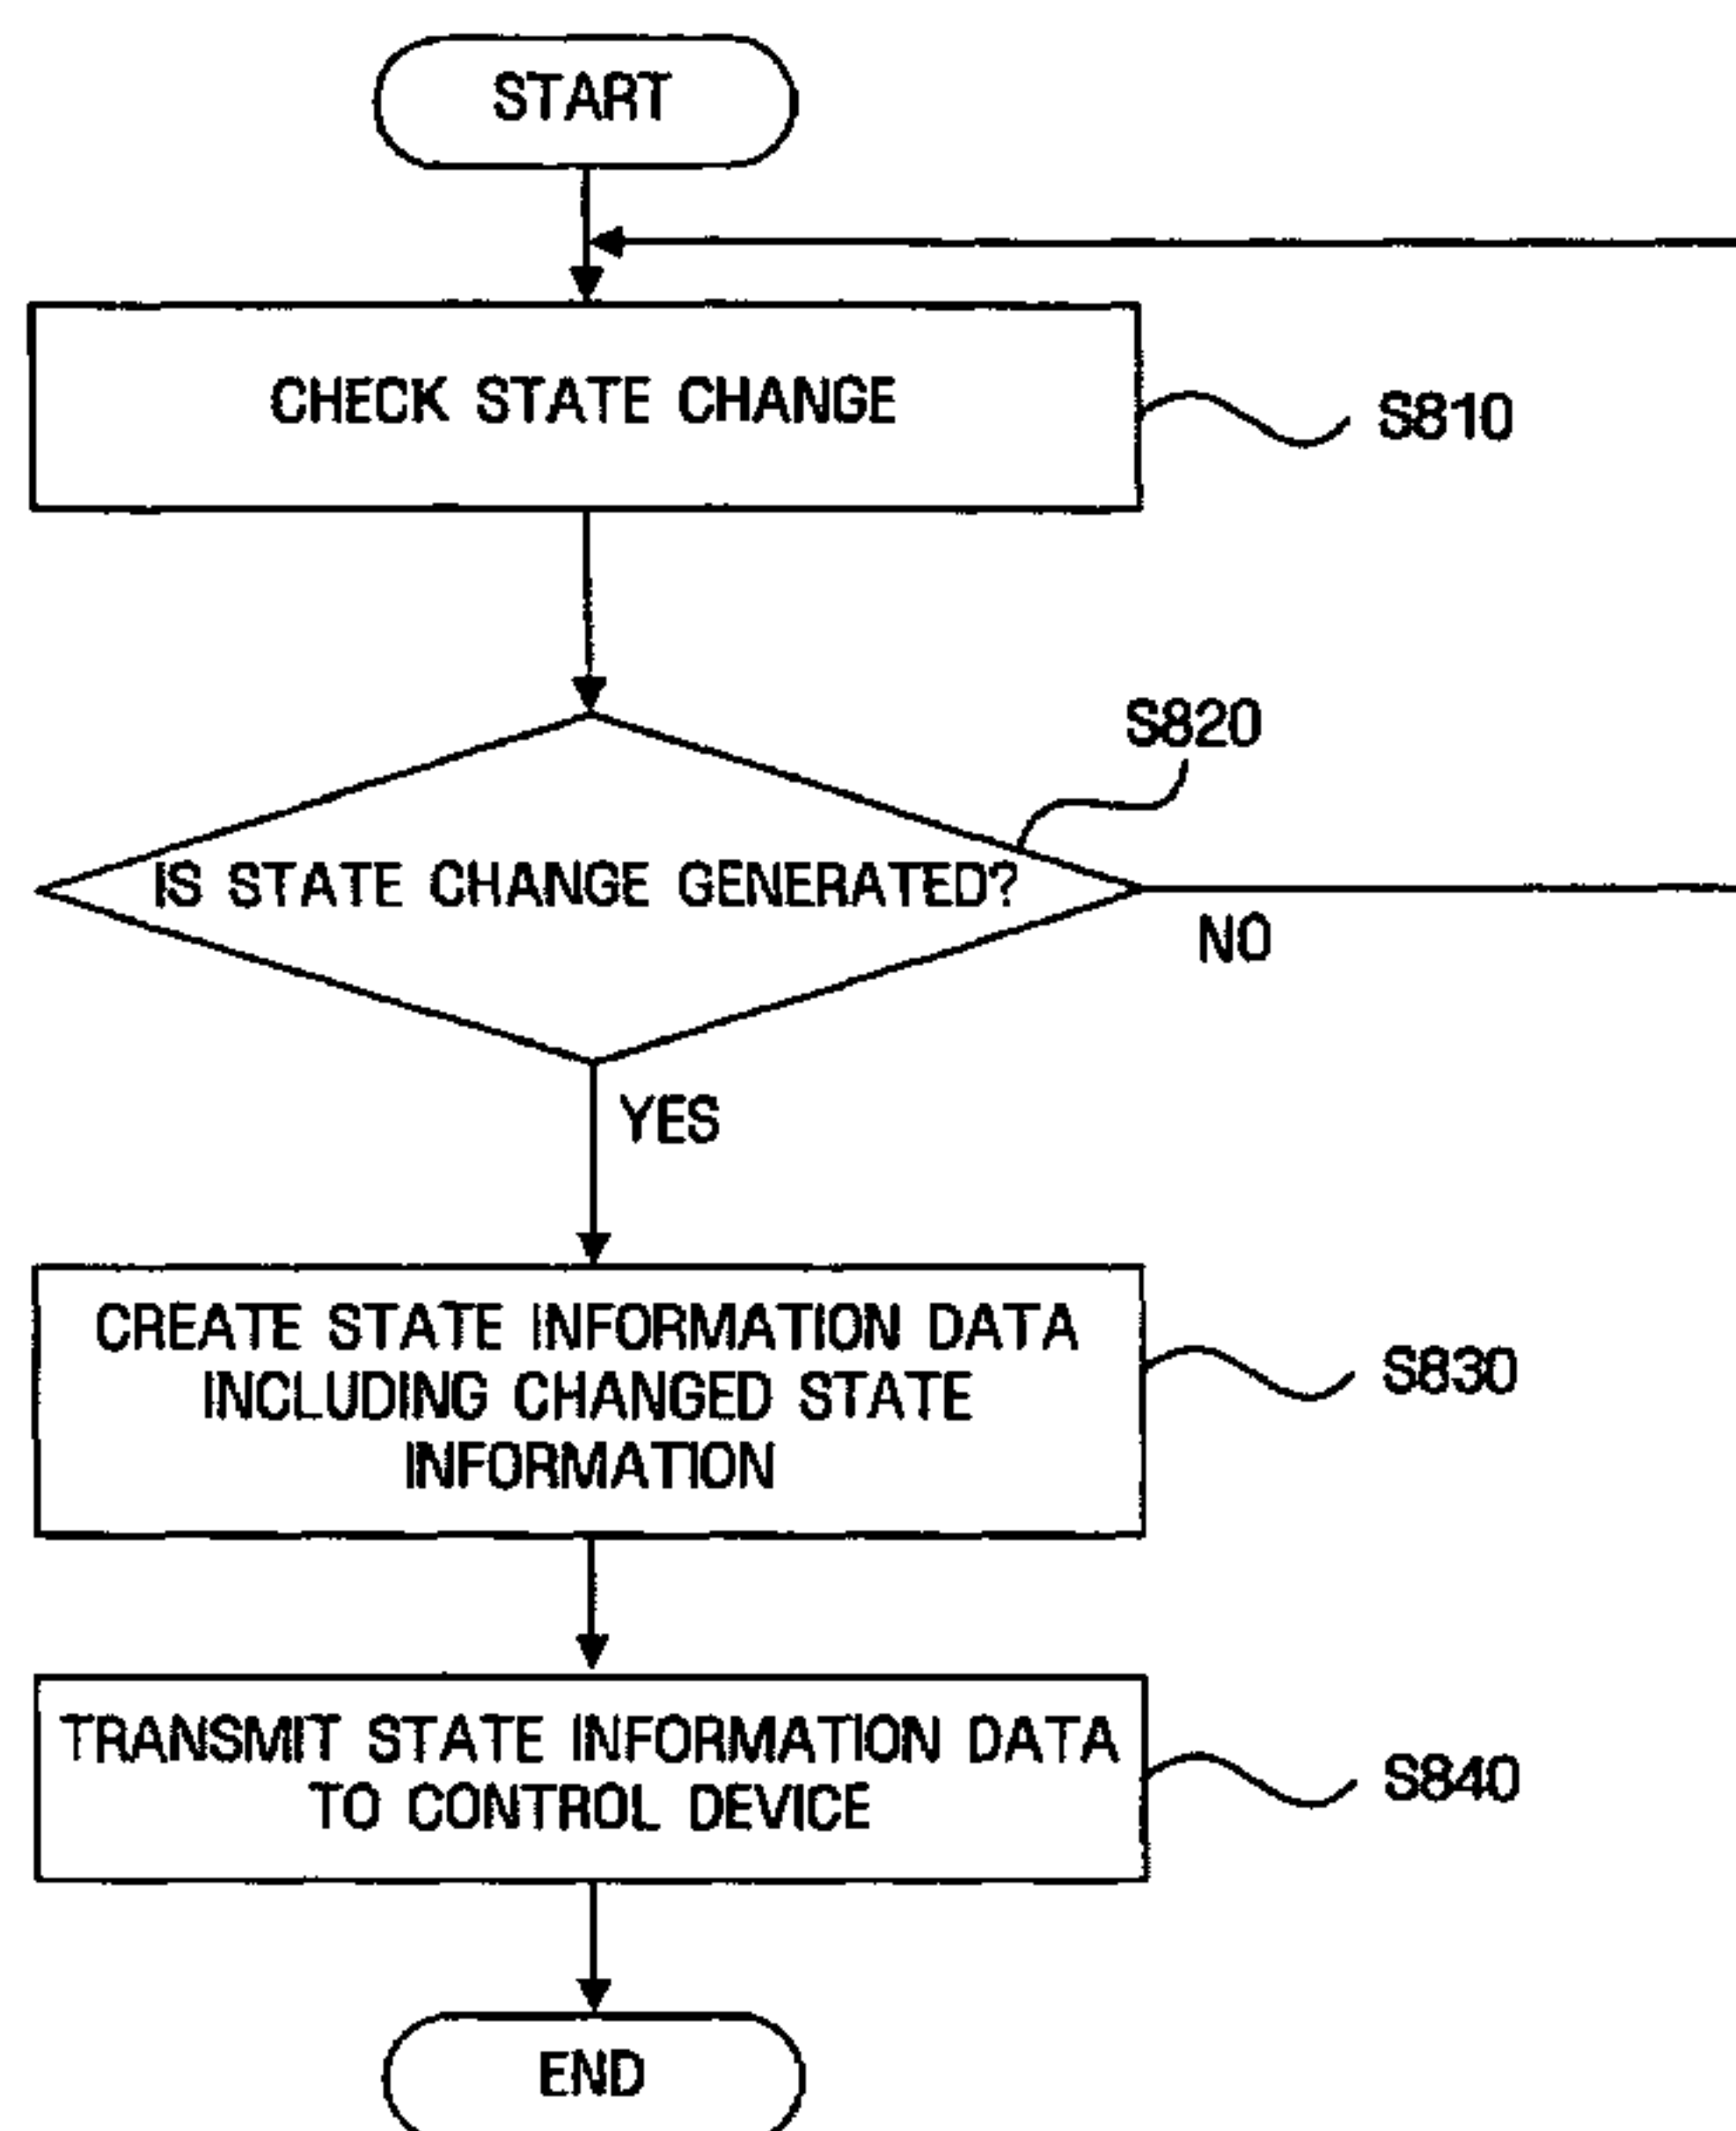 START
CHECK STATE CHANGE
S810
S820
IS STATE CHANGE GENERATED?
NO
YES
CREATE STATE INFORMATION DATA
INCLUDING CHANGED STATE
INFORMATION
S830
TRANSMIT STATE INFORMATION DATA
TO CONTROL DEVICE
S840
END